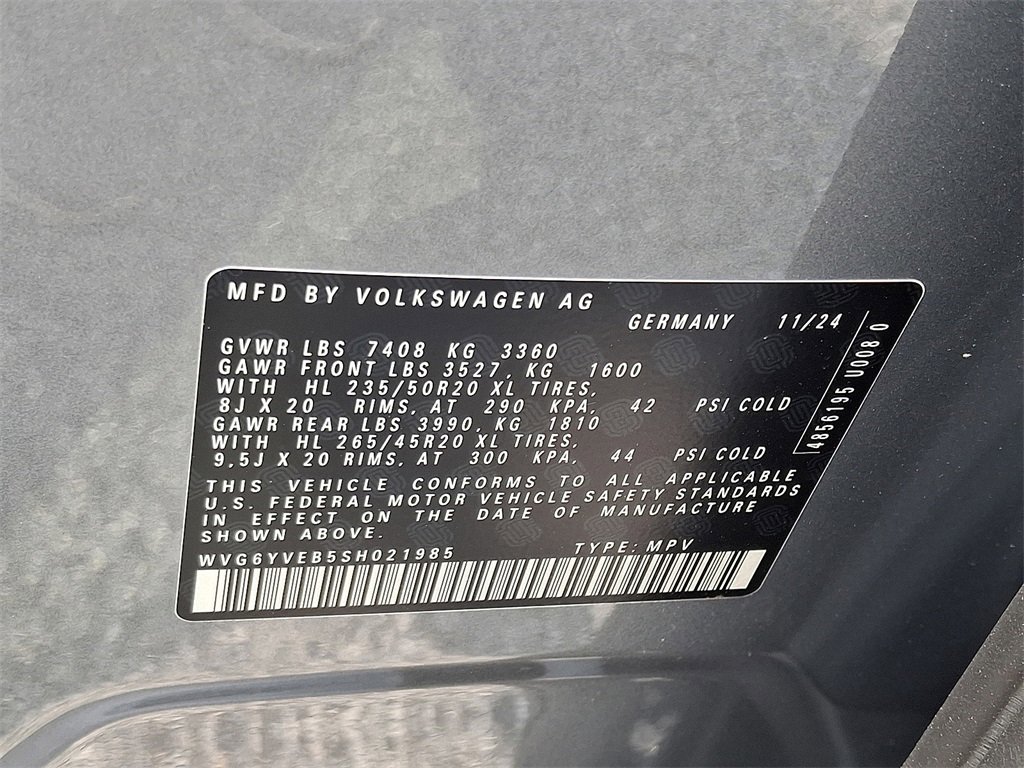 MFD BY VOLKSWAGEN AG
GERMANY 11/24
GVWR LBS 7408 KG 3360
GAWR FRONT LBS 3527, KG 1600
WITH HL 235/50R20 XL TIRES,
8J X 20 RIMS, AT 290 KPA, 42 PSI COLD
GAWR REAR LBS 3990, KG 1810
WITH HL 265/45R20 XL TIRES,
9,5J X 20 RIMS, AT 300 KPA, 44 PSI COLD
THIS VEHICLE CONFORMS TO ALL APPLICABLE
U.S. FEDERAL MOTOR VEHICLE SAFETY STANDARDS
IN EFFECT ON THE DATE OF MANUFACTURE
SHOWN ABOVE.
WVG6YVEB5SH021985 TYPE: MPV
4856195 U008 0